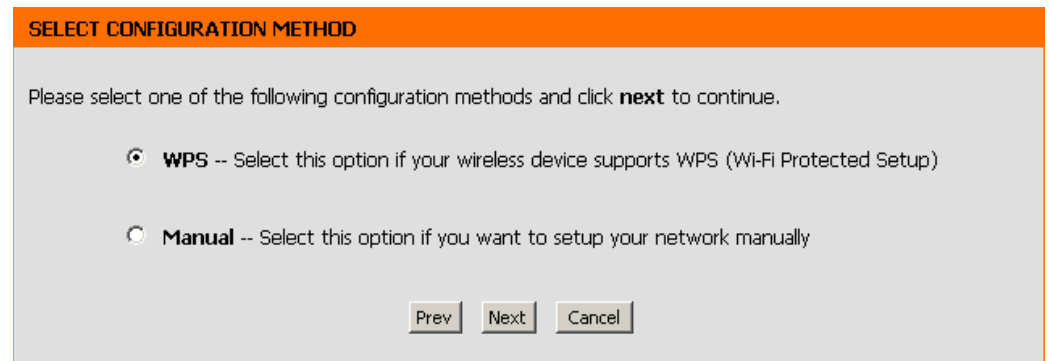 SELECT CONFIGURATION METHOD
Please select one of the following configuration methods and click next to continue.
WPS -- Select this option if your wireless device supports WPS (Wi-Fi Protected Setup)
Manual -- Select this option if you want to setup your network manually
Prev Next Cancel